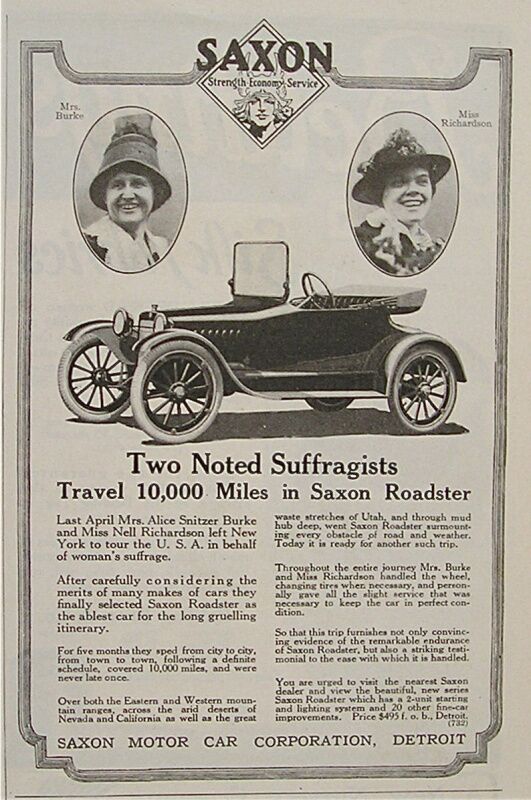 SAXON
Strength·Economy·Service
Mrs.
Burke
Miss
Richardson
Two Noted Suffragists
Travel 10,000 Miles in Saxon Roadster
Last April Mrs. Alice Snitzer Burke
and Miss Nell Richardson left New
York to tour the U. S. A. in behalf
of woman's suffrage.
After carefully considering the
merits of many makes of cars they
finally selected Saxon Roadster as
the ablest car for the long gruelling
itinerary.
For five months they sped from city to city,
from town to town, following a definite
schedule, covered 10,000 miles, and were
never late once.
Over both the Eastern and Western moun-
tain ranges, across the arid deserts of
Nevada and California as well as the great
waste stretches of Utah, and through mud
hub deep, went Saxon Roadster surmount-
ing every obstacle of road and weather.
Today it is ready for another such trip.
Throughout the entire journey Mrs. Burke
and Miss Richardson handled the wheel,
changing tires when necessary, and person-
ally gave all the slight service that was
necessary to keep the car in perfect con-
dition.
So that this trip furnishes not only convinc-
ing evidence of the remarkable endurance
of Saxon Roadster, but also a striking testi-
monial to the ease with which it is handled.
You are urged to visit the nearest Saxon
dealer and view the beautiful, new series
Saxon Roadster which has a 2-unit starting
and lighting system and 20 other fine-car
improvements. Price $495 f. o. b., Detroit.
(732)
SAXON MOTOR CAR CORPORATION, DETROIT